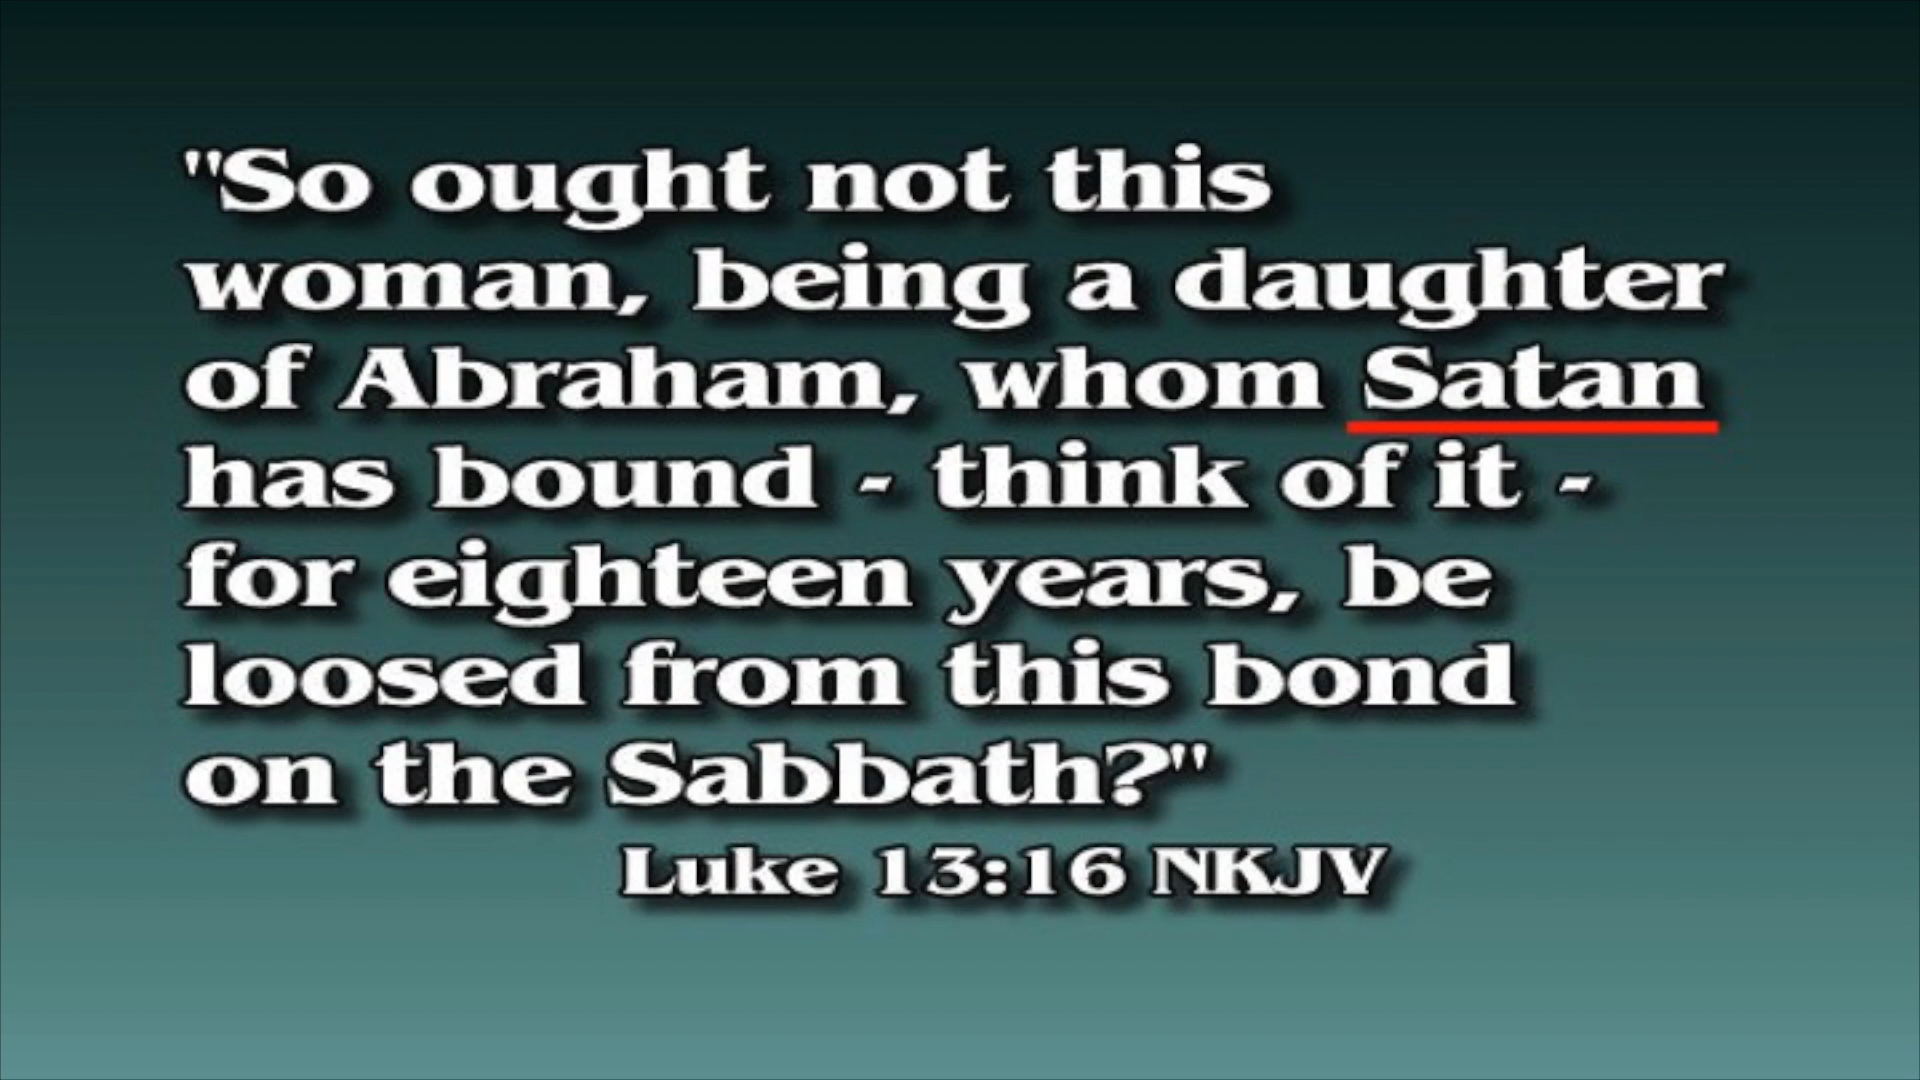 "So ought not this
woman, being a daughter
of Abraham, whom Satan
has bound - think of it -
for eighteen years, be
loosed from this bond
on the Sabbath?"
Luke 13:16 NKJV